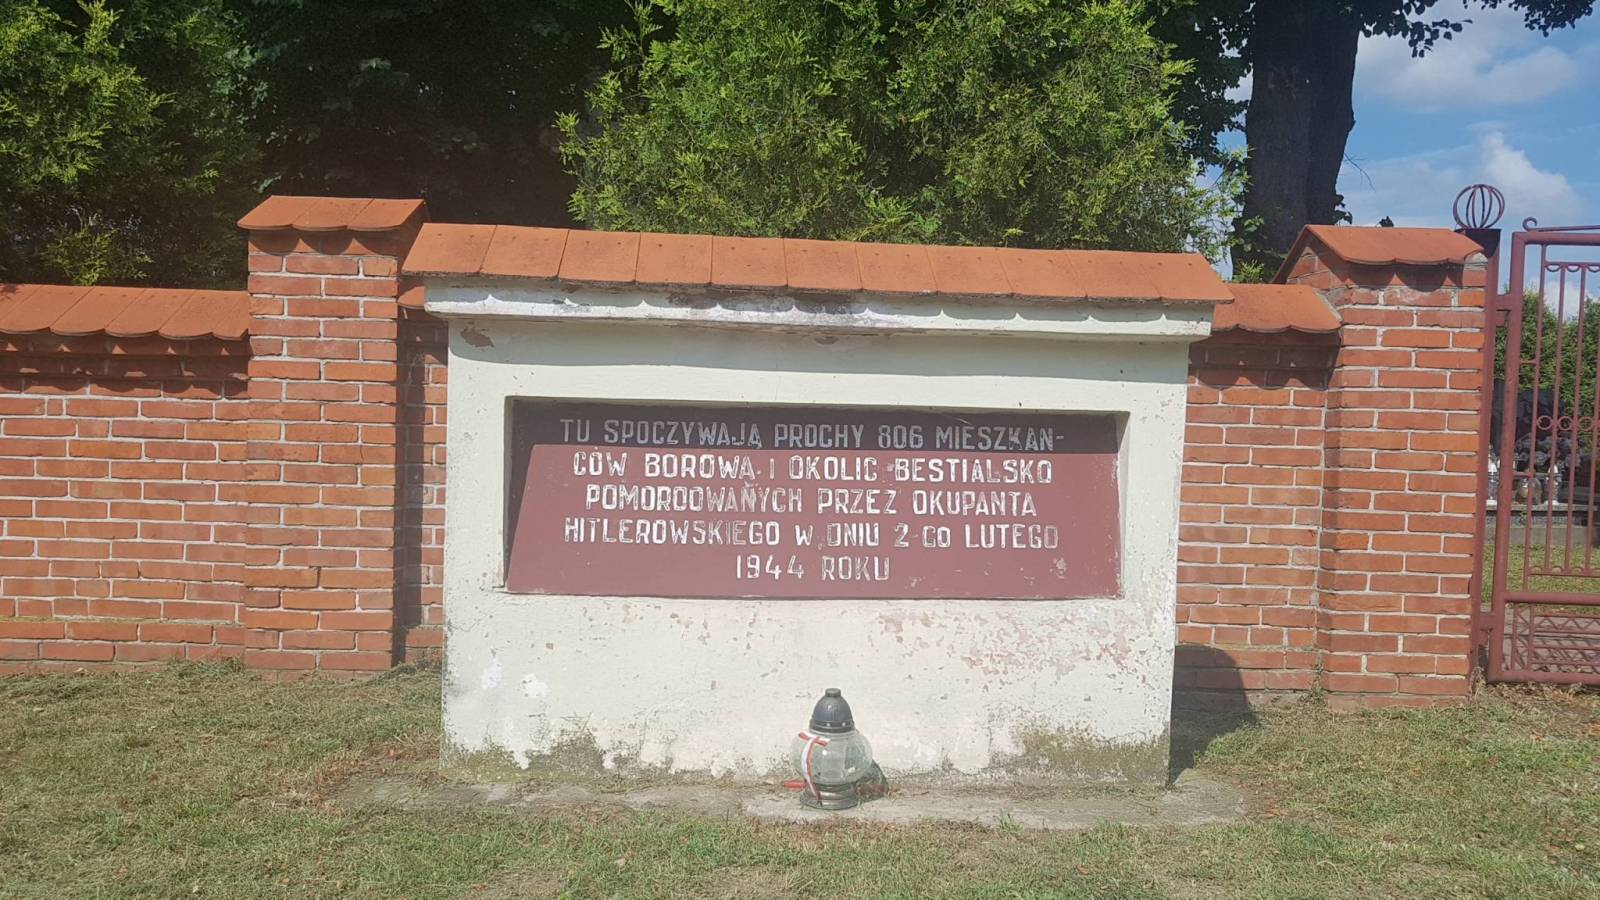 TU SPOCZYWAJĄ PROCHY 806 MIESZKAN-
CÓW BOROWA I OKOLIC BESTIALSKO
POMORDOWANYCH PRZEZ OKUPANTA
HITLEROWSKIEGO W DNIU 2-GO LUTEGO
1944 ROKU